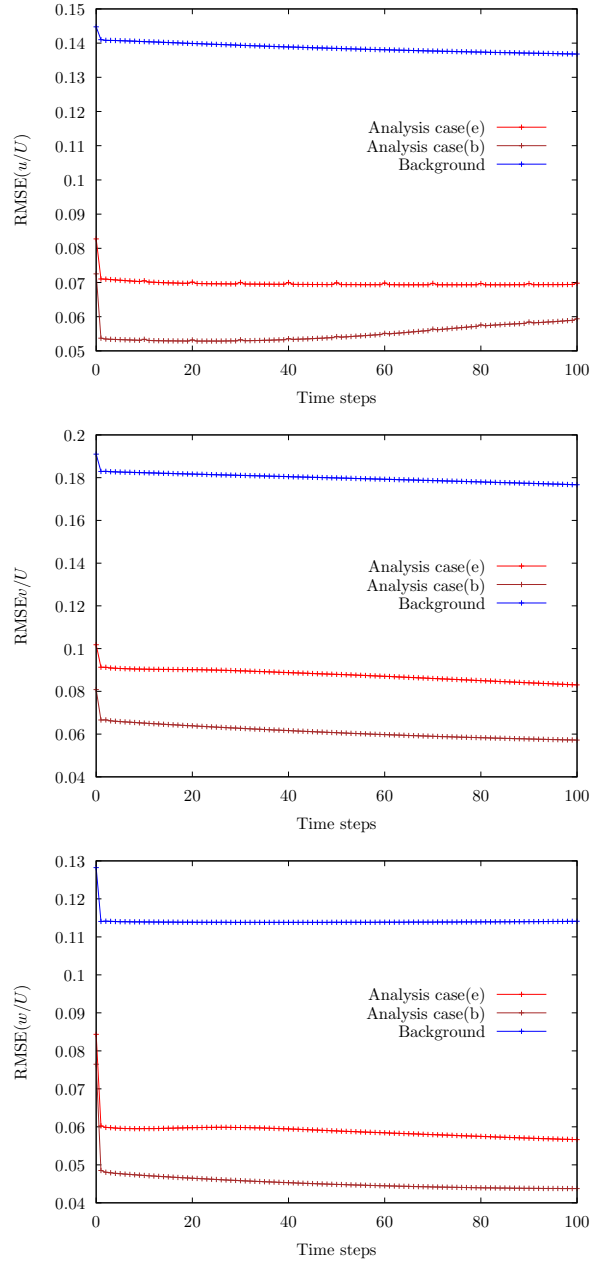 0.15
0.14
0.13
0.12
0.11
0.1
0.09
0.08
0.07
0.06
0.05
RMSE(u/U)
Analysis case(e)
Analysis case(b)
Background
0 20 40 60 80 100
Time steps
0.2
0.18
0.16
0.14
0.12
0.1
0.08
0.06
0.04
RMSEv/U
Analysis case(e)
Analysis case(b)
Background
0 20 40 60 80 100
Time steps
0.13
0.12
0.11
0.1
0.09
0.08
0.07
0.06
0.05
0.04
RMSE(w/U)
Analysis case(e)
Analysis case(b)
Background
0 20 40 60 80 100
Time steps